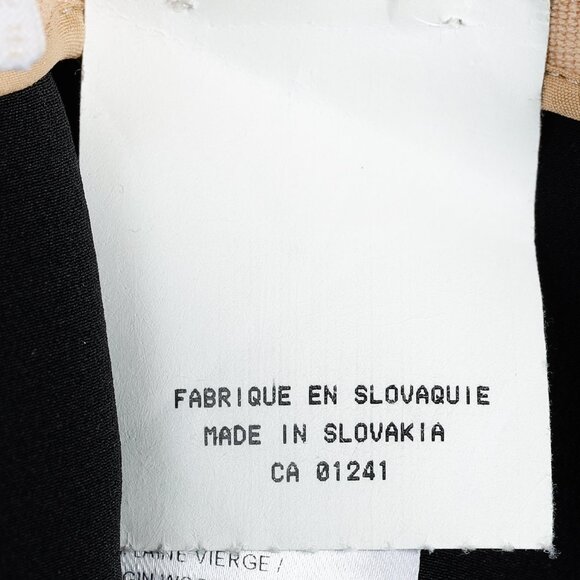 FABRIQUE EN SLOVAQUIE
MADE IN SLOVAKIA
CA 01241
LAINE VIERGE /